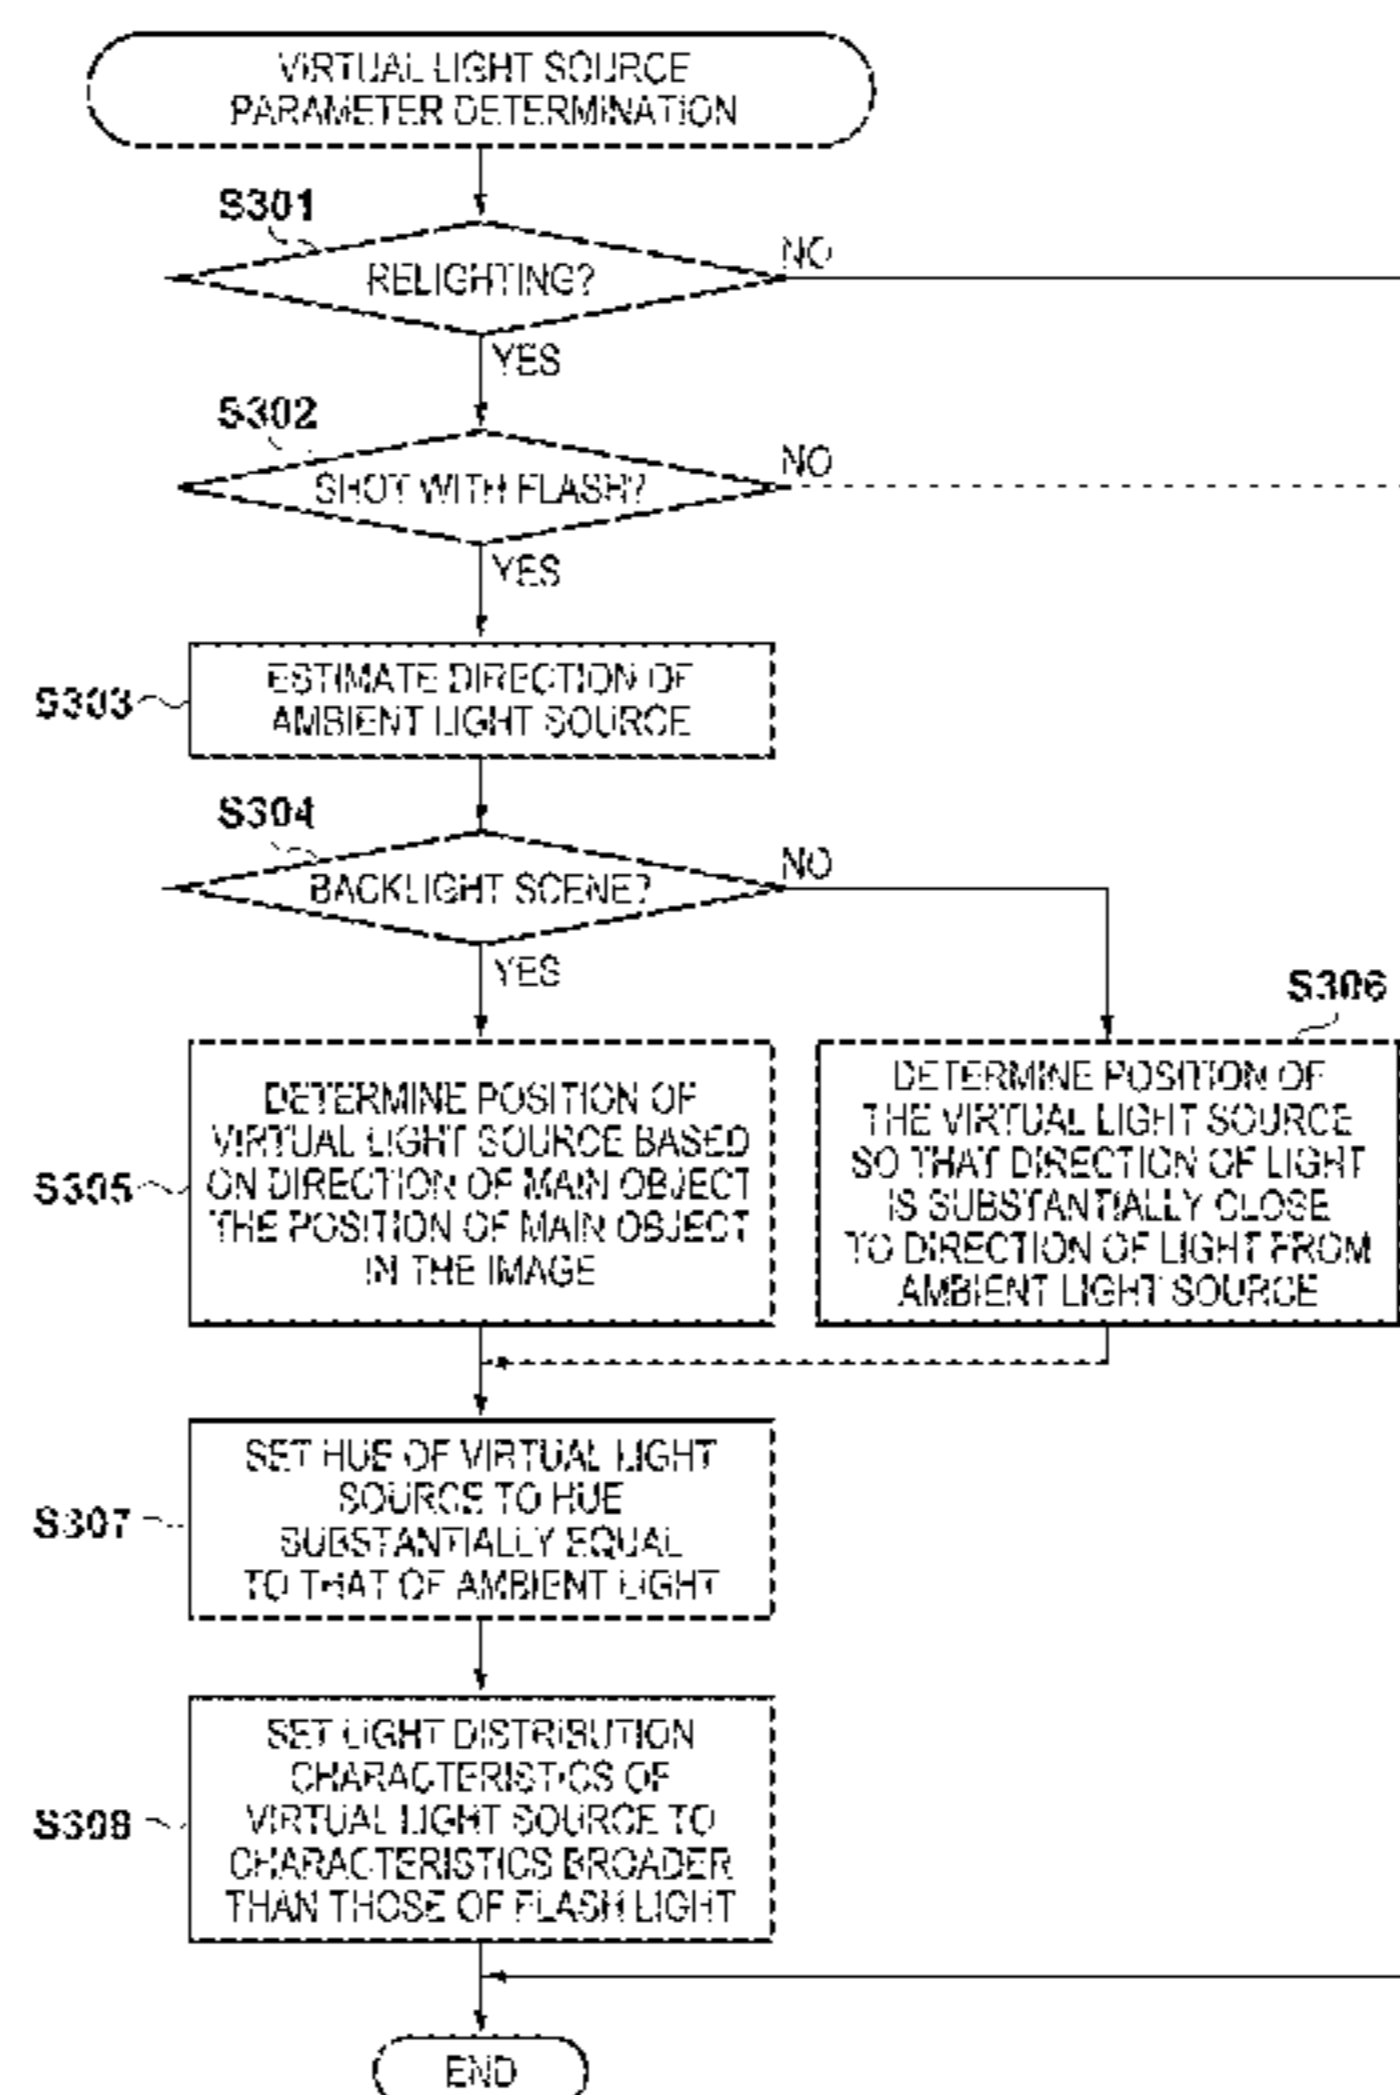 VIRTUAL LIGHT SOURCE
PARAMETER DETERMINATION
S301
RELIGHTING?
NO
YES
S302
SHOT WITH FLASH?
NO
YES
S303
ESTIMATE DIRECTION OF
AMBIENT LIGHT SOURCE
S304
BACKLIGHT SCENE?
NO
YES
S305
DETERMINE POSITION OF
VIRTUAL LIGHT SOURCE BASED
ON DIRECTION OF MAIN OBJECT
THE POSITION OF MAIN OBJECT
IN THE IMAGE
S306
DETERMINE POSITION OF
THE VIRTUAL LIGHT SOURCE
SO THAT DIRECTION OF LIGHT
IS SUBSTANTIALLY CLOSE
TO DIRECTION OF LIGHT FROM
AMBIENT LIGHT SOURCE
S307
SET HUE OF VIRTUAL LIGHT
SOURCE TO HUE
SUBSTANTIALLY EQUAL
TO THAT OF AMBIENT LIGHT
S308
SET LIGHT DISTRIBUTION
CHARACTERISTICS OF
VIRTUAL LIGHT SOURCE TO
CHARACTERISTICS BROADER
THAN THOSE OF FLASH LIGHT
END